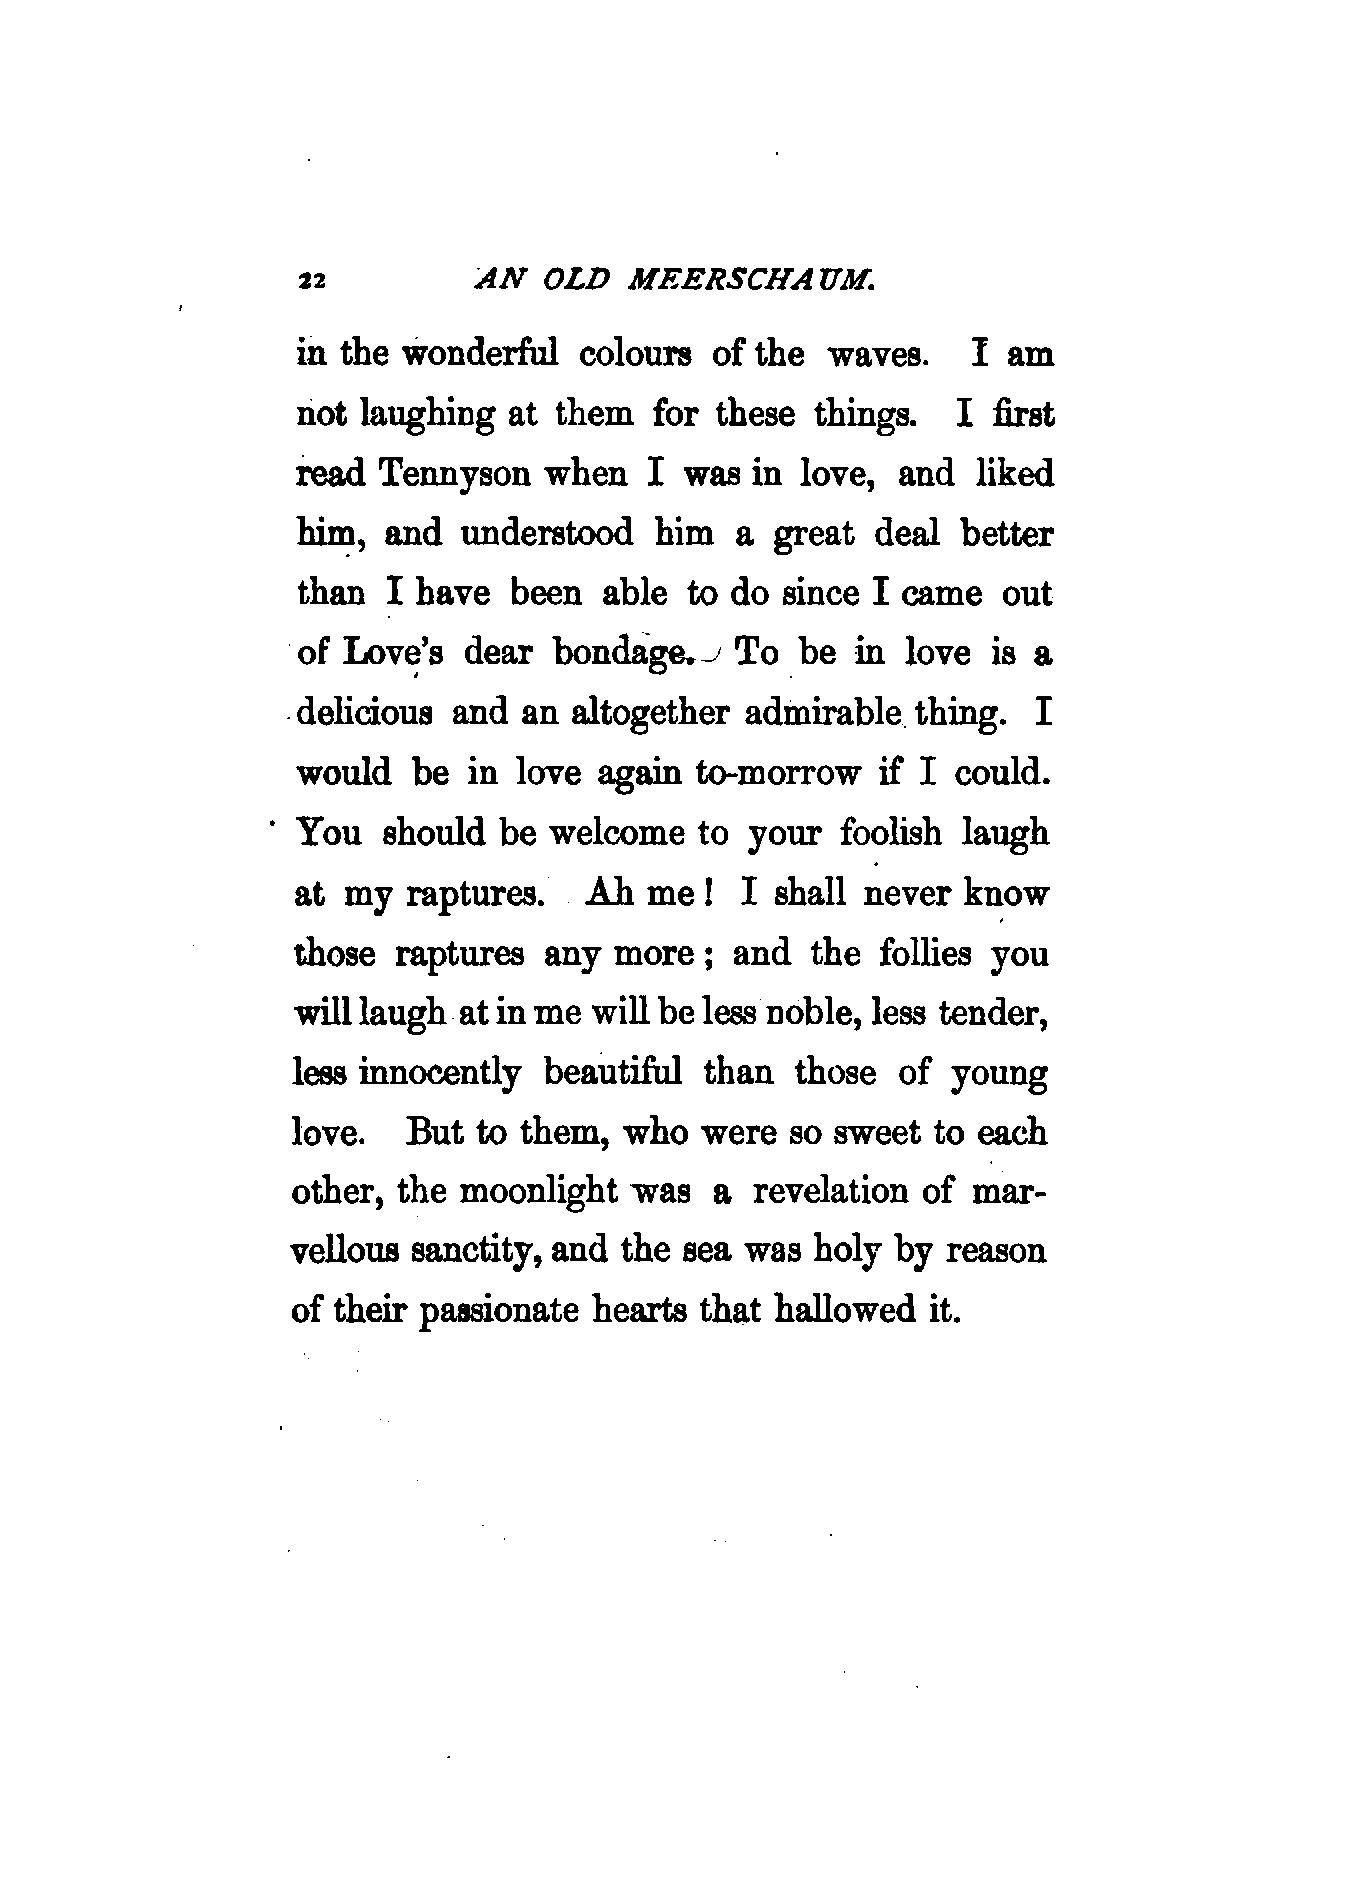 22 AN OLD MEERSCHAUM.
in the wonderful colours of the waves. I am
not laughing at them for these things. I first
read Tennyson when I was in love, and liked
him, and understood him a great deal better
than I have been able to do since I came out
of Love's dear bondage. To be in love is a
delicious and an altogether admirable thing. I
would be in love again to-morrow if I could.
You should be welcome to your foolish laugh
at my raptures. Ah me! I shall never know
those raptures any more; and the follies you
will laugh at in me will be less noble, less tender,
less innocently beautiful than those of young
love. But to them, who were so sweet to each
other, the moonlight was a revelation of mar-
vellous sanctity, and the sea was holy by reason
of their passionate hearts that hallowed it.